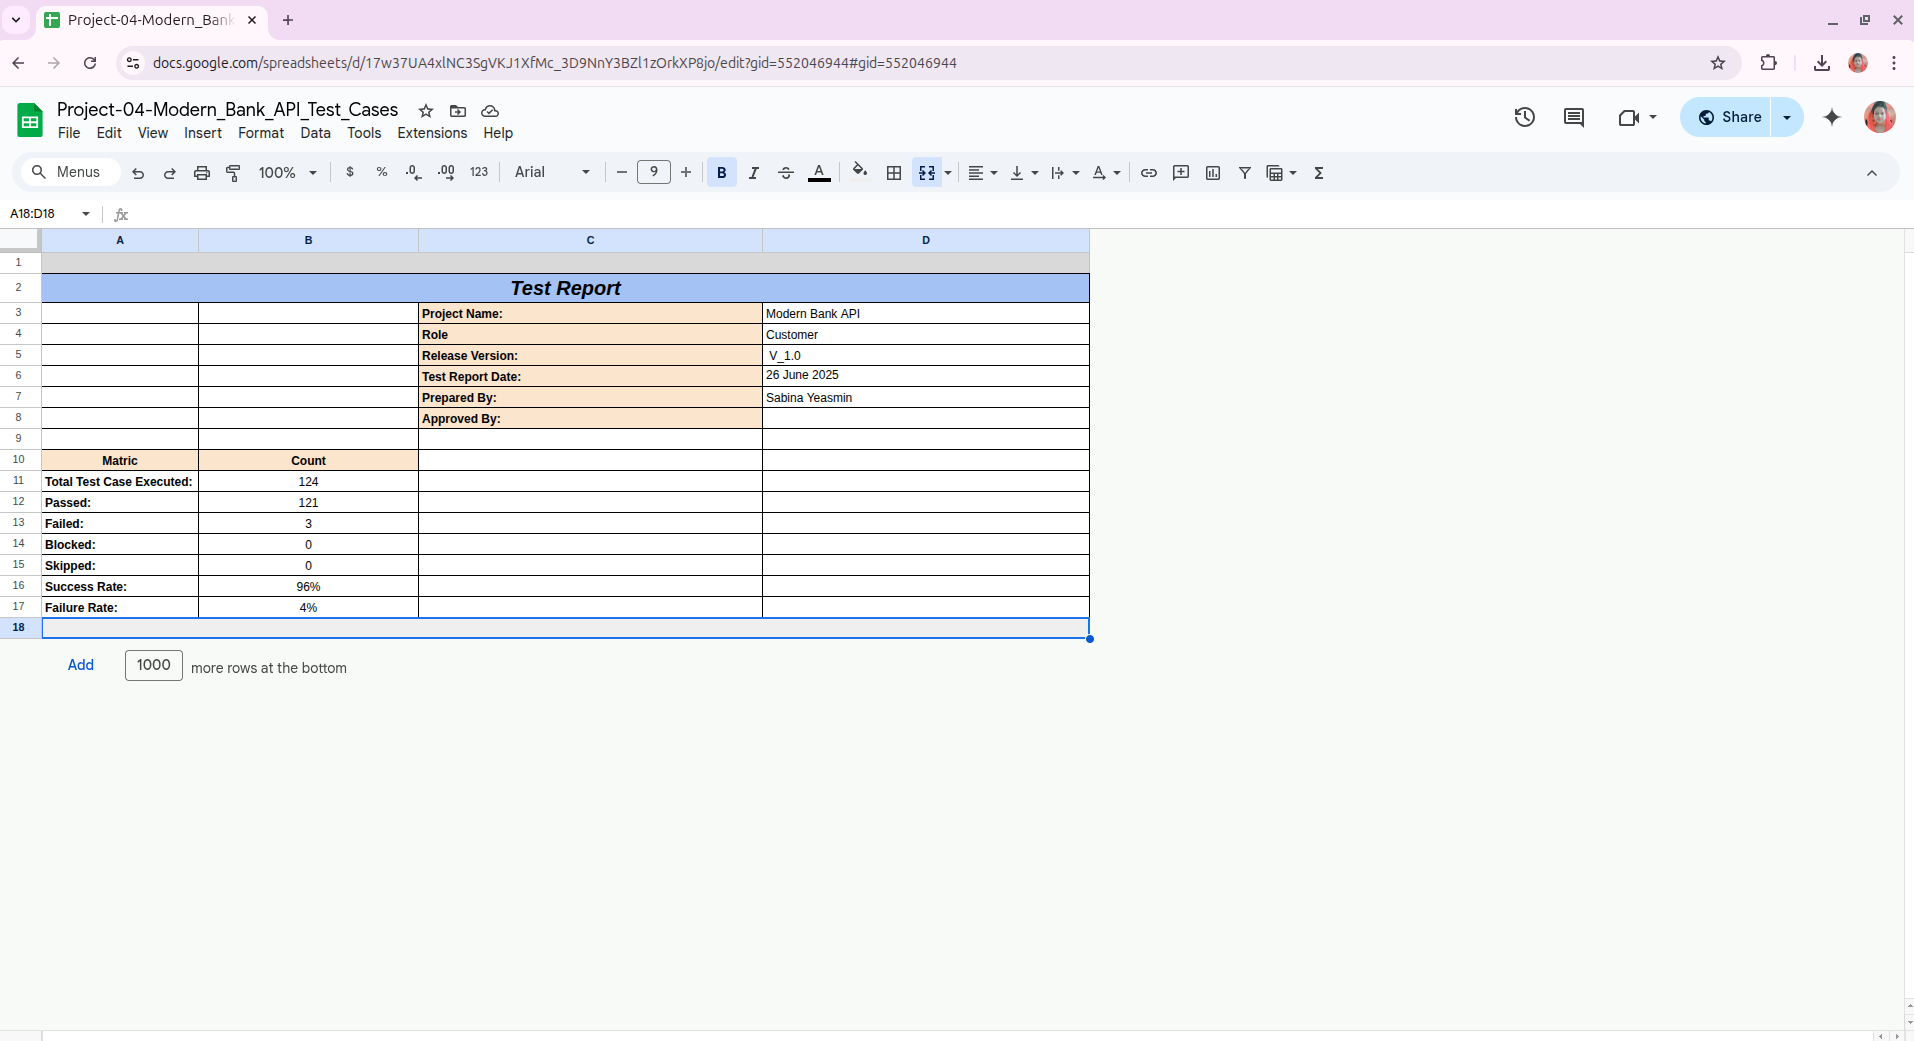 Project-04-Modern_Bank
docs.google.com/spreadsheets/d/17w37UA4xlNC3SgVKJ1XfMc_3D9NnY3BZl1zOrkXP8jo/edit?gid=552046944#gid=552046944
Project-04-Modern_Bank_API_Test_Cases
File Edit View Insert Format Data Tools Extensions Help
Share
Menus 100% $ % .0 .00 123 Arial 9 B I S A Σ
A18:D18 fx
A B C D
1
2 Test Report
3 Project Name: Modern Bank API
4 Role Customer
5 Release Version: V_1.0
6 Test Report Date: 26 June 2025
7 Prepared By: Sabina Yeasmin
8 Approved By:
9
10 Matric Count
11 Total Test Case Executed: 124
12 Passed: 121
13 Failed: 3
14 Blocked: 0
15 Skipped: 0
16 Success Rate: 96%
17 Failure Rate: 4%
18
Add 1000 more rows at the bottom